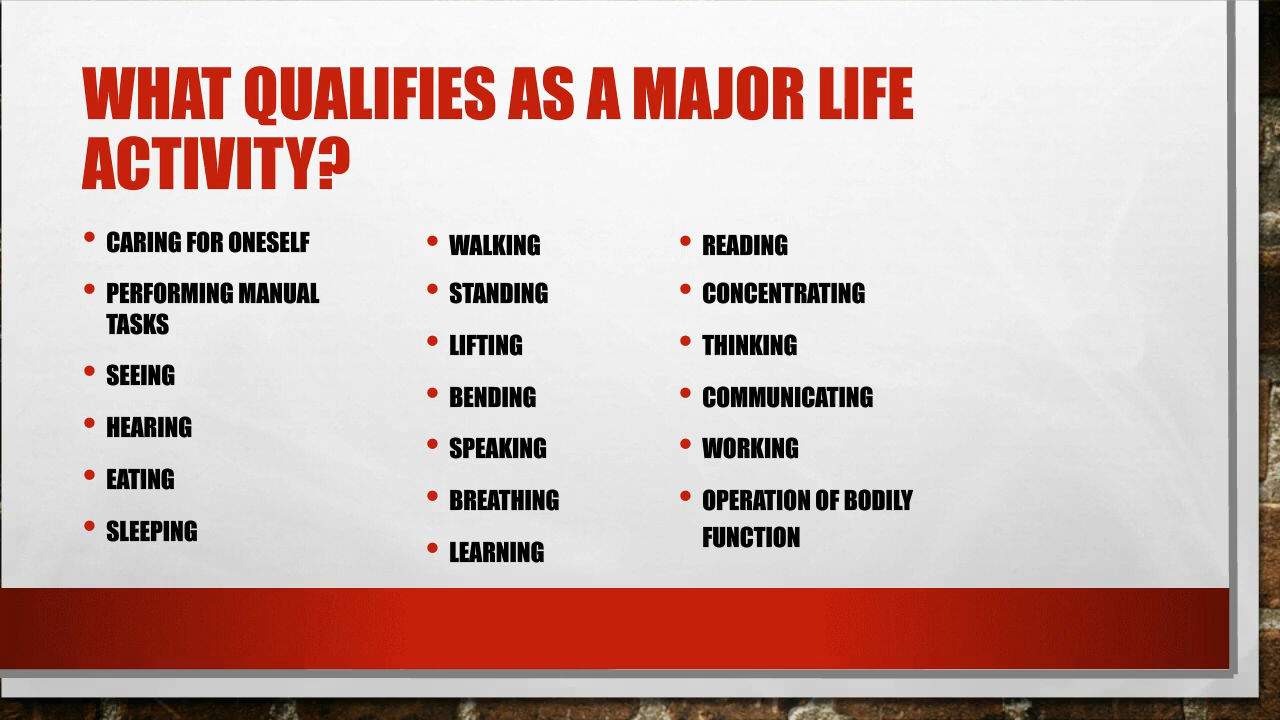 WHAT QUALIFIES AS A MAJOR LIFE
ACTIVITY?
• CARING FOR ONESELF
• PERFORMING MANUAL
TASKS
• SEEING
• HEARING
• EATING
• SLEEPING
• WALKING
• STANDING
• LIFTING
• BENDING
• SPEAKING
• BREATHING
• LEARNING
• READING
• CONCENTRATING
• THINKING
• COMMUNICATING
• WORKING
• OPERATION OF BODILY
FUNCTION